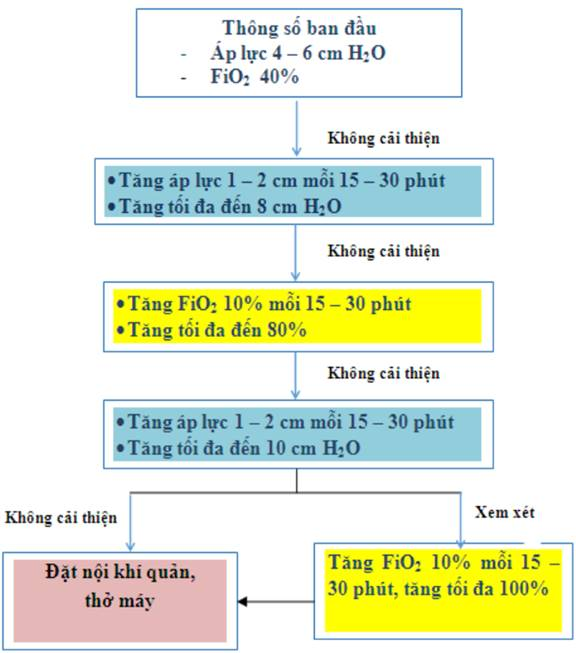 Thông số ban đầu
- Áp lực 4 – 6 cm H₂O
- FiO₂ 40%
Không cải thiện
•Tăng áp lực 1 – 2 cm mỗi 15 – 30 phút
•Tăng tối đa đến 8 cm H₂O
Không cải thiện
•Tăng FiO₂ 10% mỗi 15 – 30 phút
•Tăng tối đa đến 80%
Không cải thiện
•Tăng áp lực 1 – 2 cm mỗi 15 – 30 phút
•Tăng tối đa đến 10 cm H₂O
Không cải thiện
Xem xét
Đặt nội khí quản,
thở máy
Tăng FiO₂ 10% mỗi 15 –
30 phút, tăng tối đa 100%